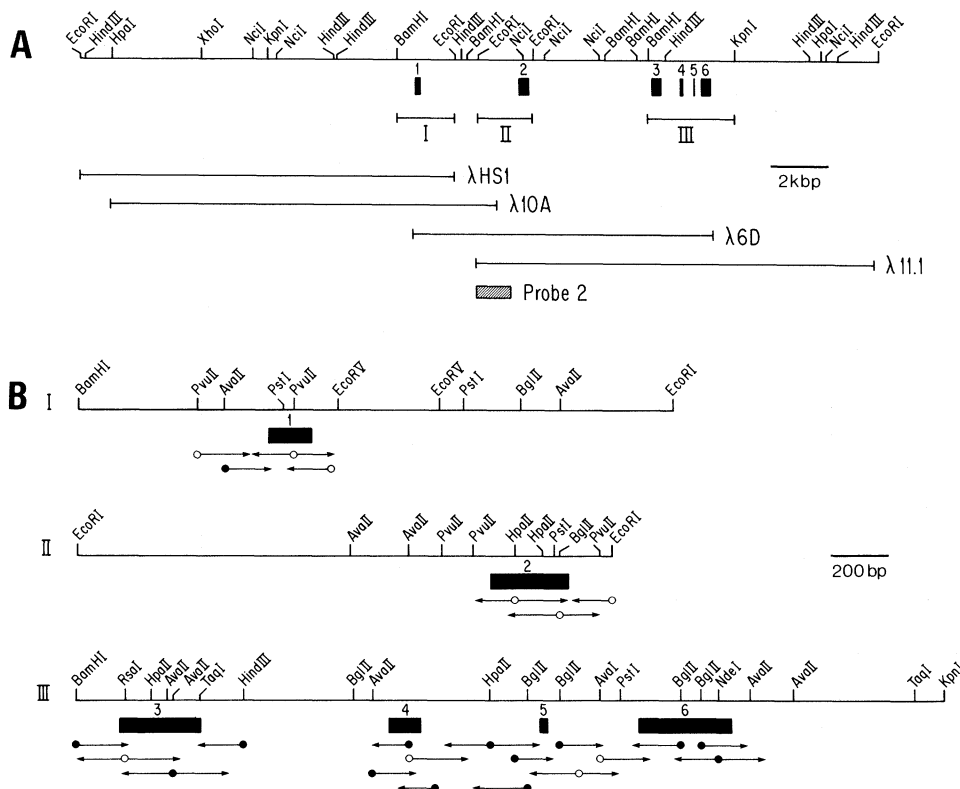 A
EcoRI HindIII HpaI XhoI NciI KpnI NciI HindIII HindIII BamHI EcoRI HindIII BamHI EcoRI NciI EcoRI NciI NciI BamHI BamHI BamHI HindIII KpnI HindIII HpaI NciI HindIII EcoRI
1 2 3 4 5 6
I II III
2kbp
λHS1
λ10A
λ6D
λ11.1
Probe 2
B
I
BamHI PvuII AvaII PstI PvuII EcoRV EcoRV PstI BglII AvaII EcoRI
1
II
EcoRI AvaII AvaII PvuII PvuII HpaII HpaII PstI BglII PvuII EcoRI
2
200bp
III
BamHI RsaI HpaII AvaII AvaII TaqI HindIII BglII AvaII HpaII BglII BglII AvaI PstI BglII BglII NdeI AvaII AvaII TaqI KpnI
3 4 5 6